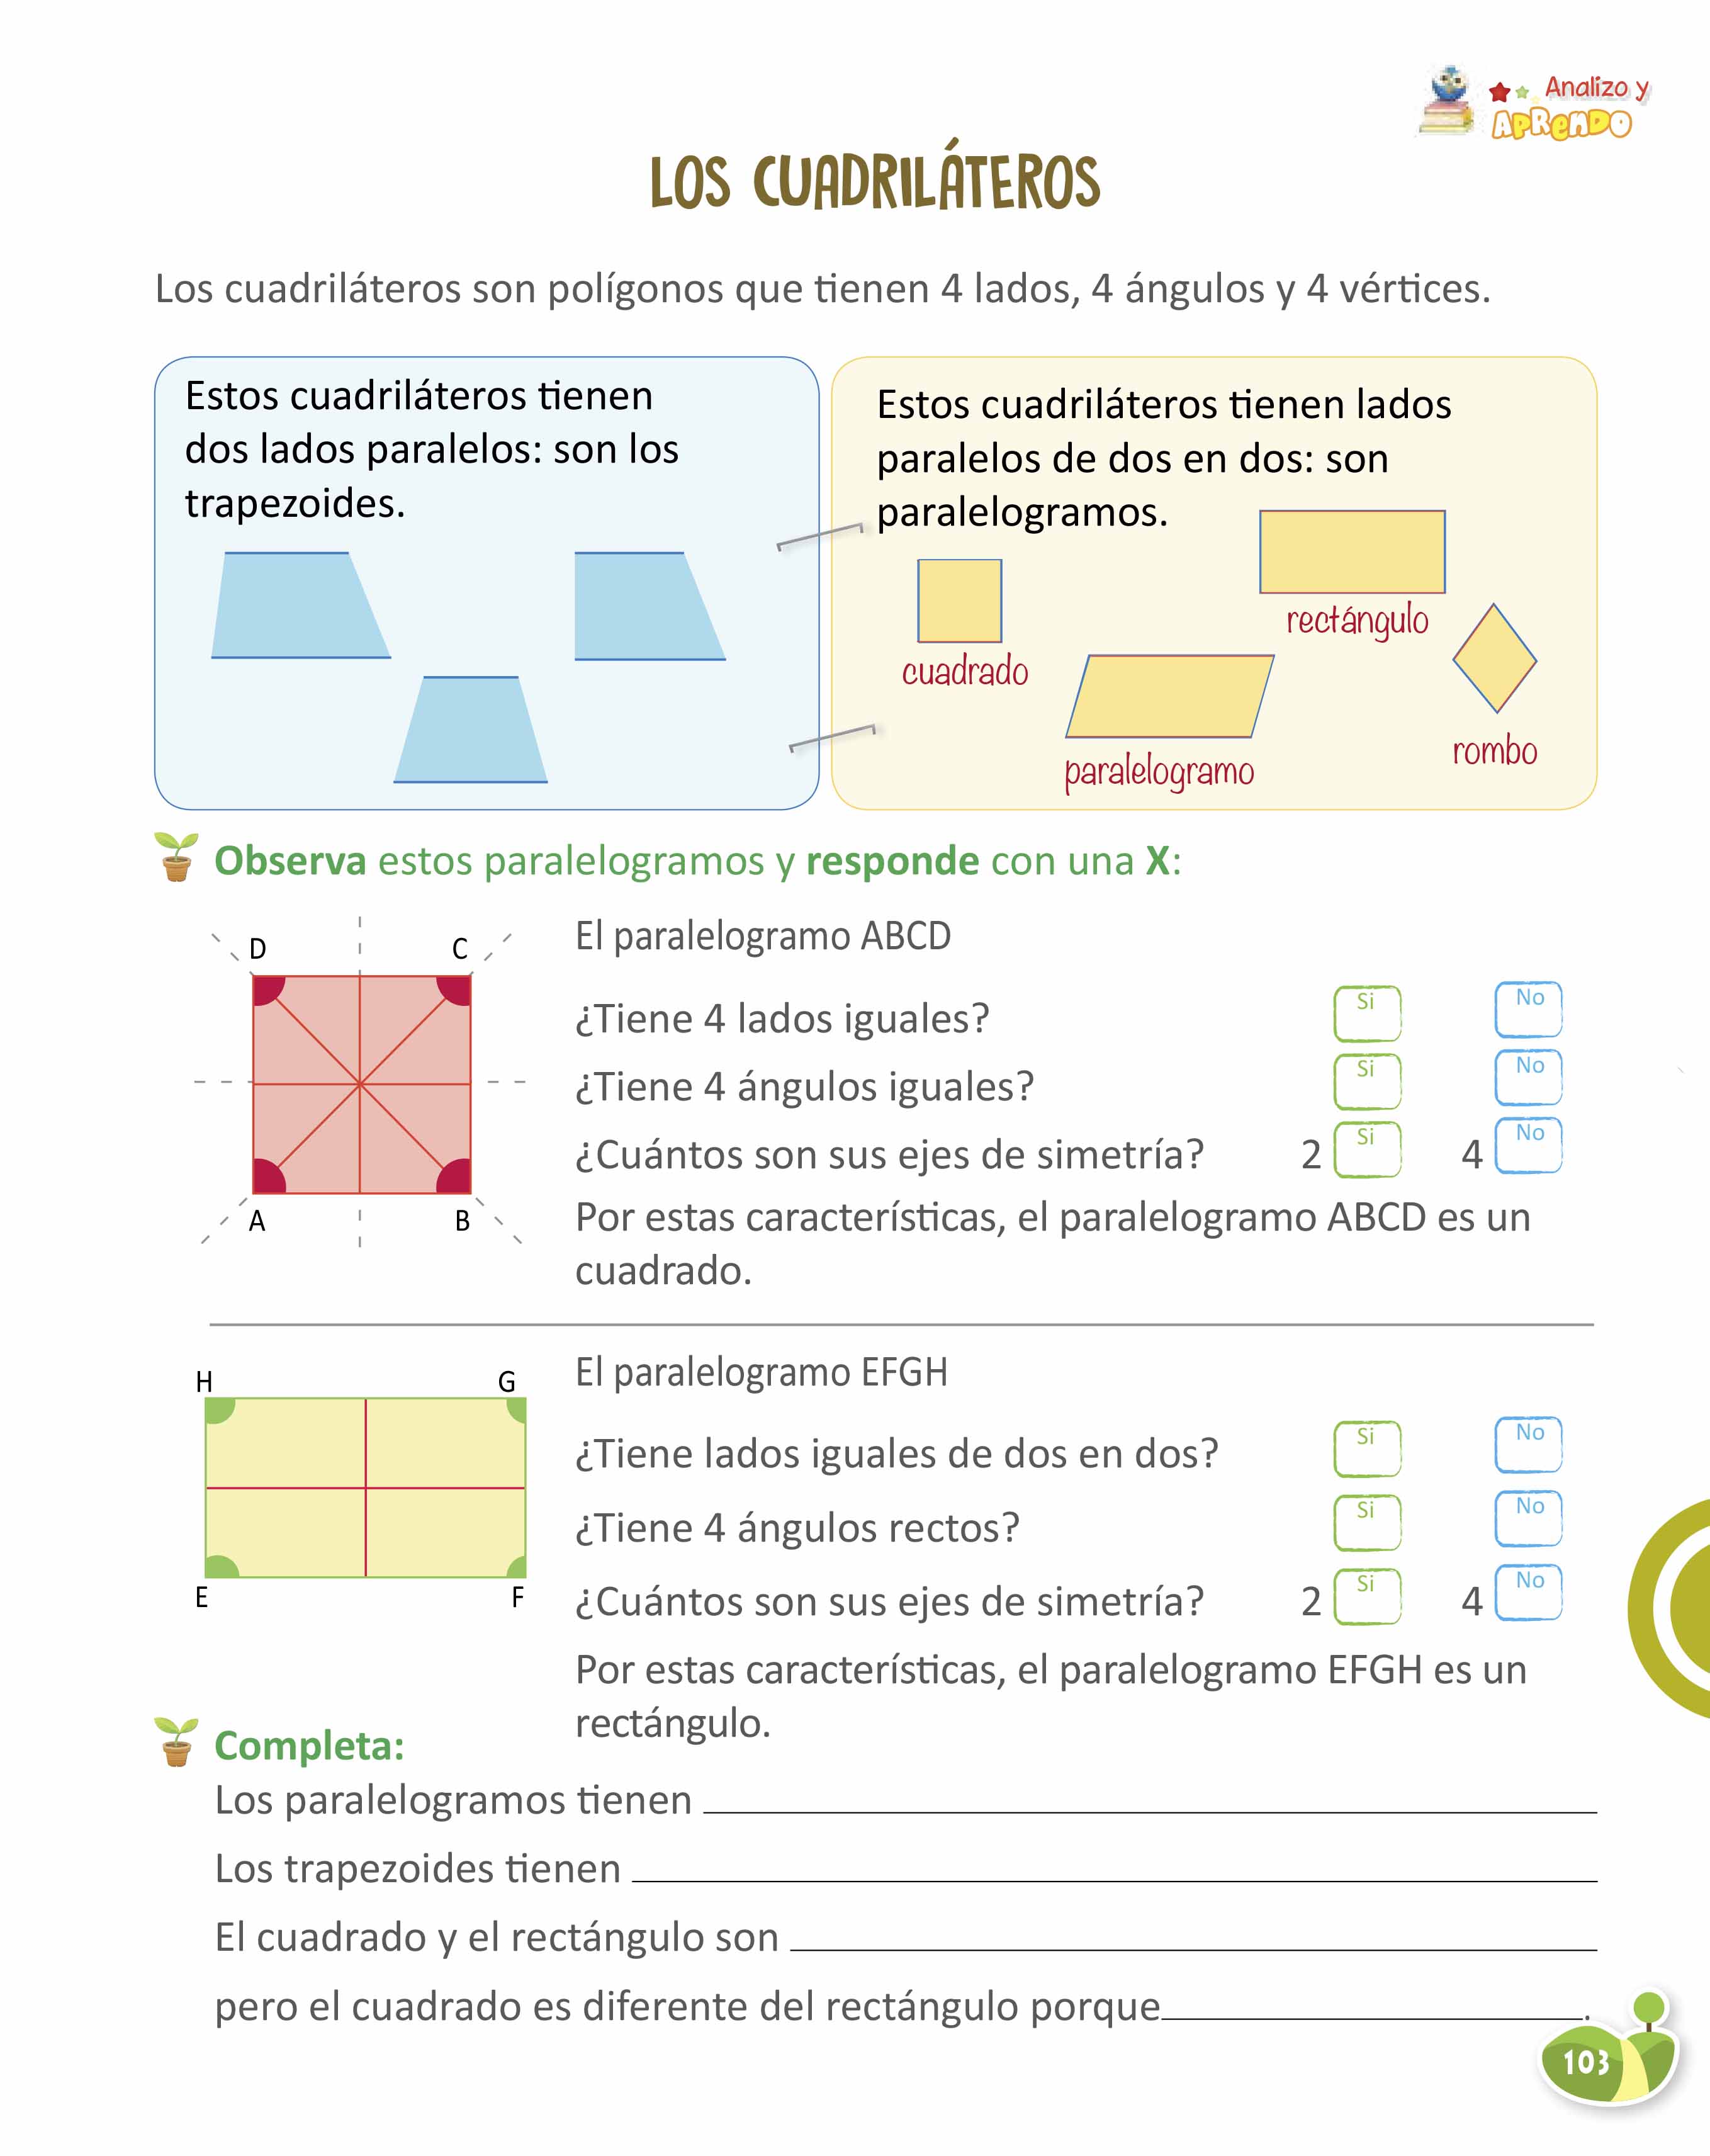 Analizo y
APRENDO
LOS CUADRILÁTEROS
Los cuadriláteros son polígonos que tienen 4 lados, 4 ángulos y 4 vértices.
Estos cuadriláteros tienen
dos lados paralelos: son los
trapezoides.
Estos cuadriláteros tienen lados
paralelos de dos en dos: son
paralelogramos.
rectángulo
cuadrado
rombo
paralelogramo
Observa estos paralelogramos y responde con una X:
D C
A B
El paralelogramo ABCD
¿Tiene 4 lados iguales? Si No
¿Tiene 4 ángulos iguales? Si No
¿Cuántos son sus ejes de simetría? 2 Si 4 No
Por estas características, el paralelogramo ABCD es un
cuadrado.
H G
E F
El paralelogramo EFGH
¿Tiene lados iguales de dos en dos? Si No
¿Tiene 4 ángulos rectos? Si No
¿Cuántos son sus ejes de simetría? 2 Si 4 No
Por estas características, el paralelogramo EFGH es un
rectángulo.
Completa:
Los paralelogramos tienen
Los trapezoides tienen
El cuadrado y el rectángulo son
pero el cuadrado es diferente del rectángulo porque .
103